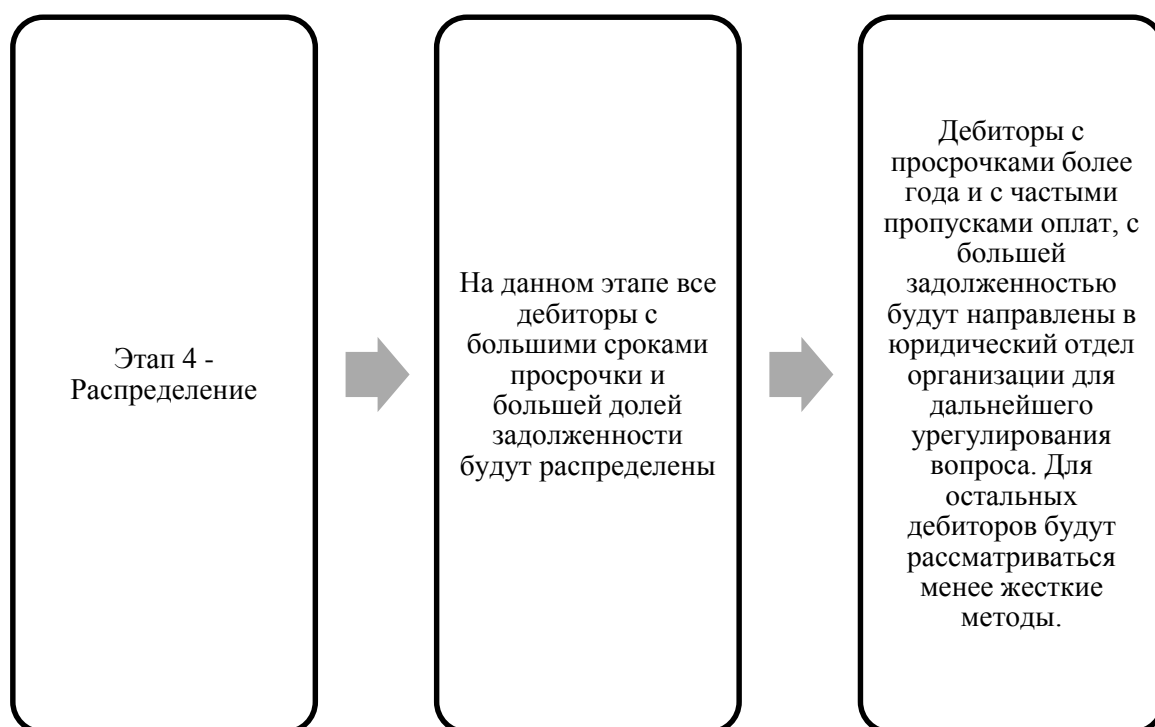 Этап 4 -
Распределение
На данном этапе все
дебиторы с
большими сроками
просрочки и
большей долей
задолженности
будут распределены
Дебиторы с
просрочками более
года и с частыми
пропусками оплат, с
большей
задолженностью
будут направлены в
юридический отдел
организации для
дальнейшего
урегулирования
вопроса. Для
остальных
дебиторов будут
рассматриваться
менее жесткие
методы.